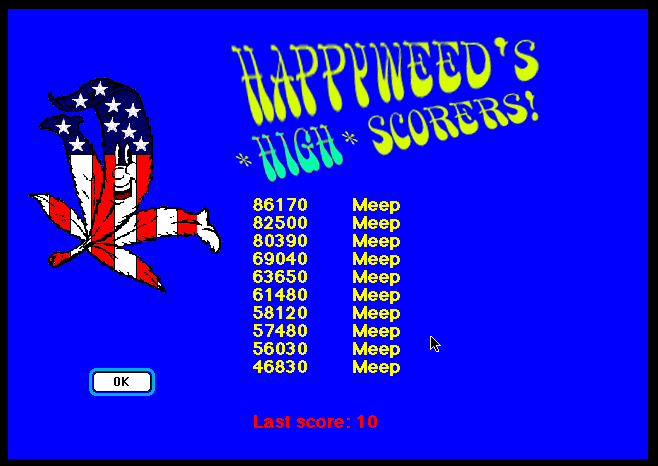 HAPPYWEED'S
*HIGH* SCORERS!
86170 Meep
82500 Meep
80390 Meep
69040 Meep
63650 Meep
61480 Meep
58120 Meep
57480 Meep
56030 Meep
46830 Meep
OK
Last score: 10